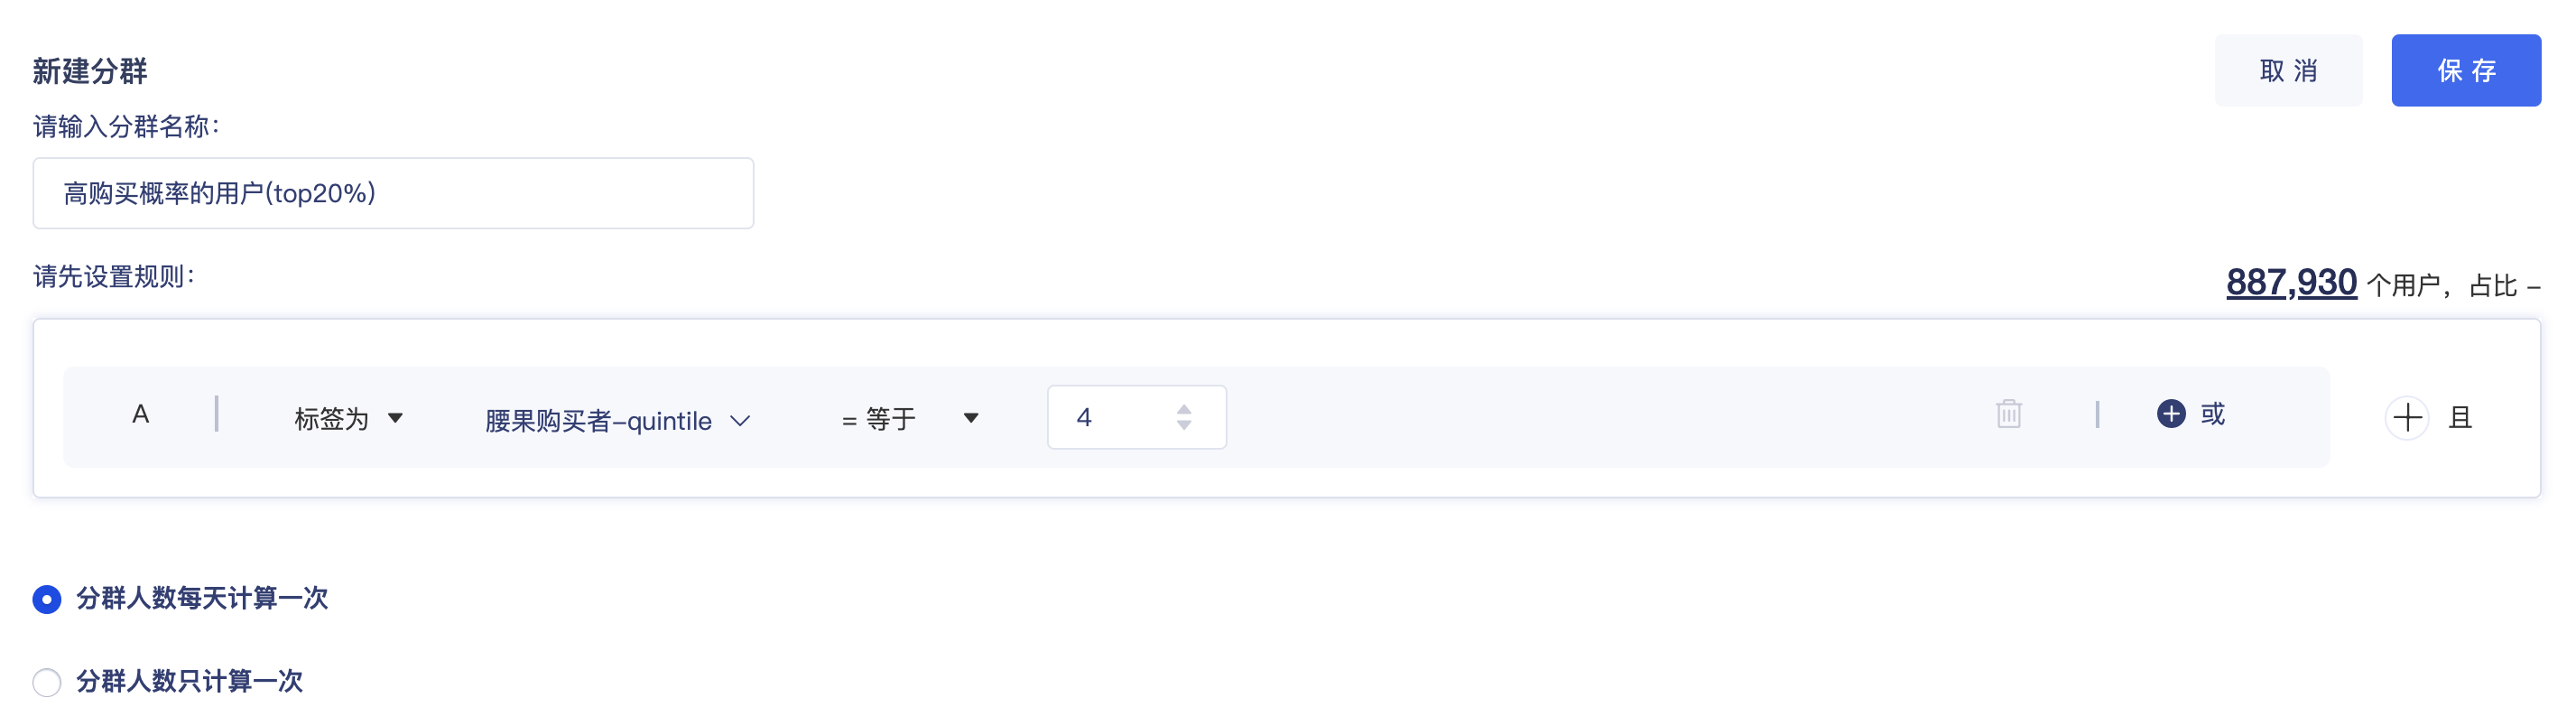 新建分群
取 消
保 存
请输入分群名称：
高购买概率的用户(top20%)
请先设置规则：
887,930 个用户，占比 –
A 标签为 腰果购买者–quintile = 等于 4 或 且
分群人数每天计算一次
分群人数只计算一次